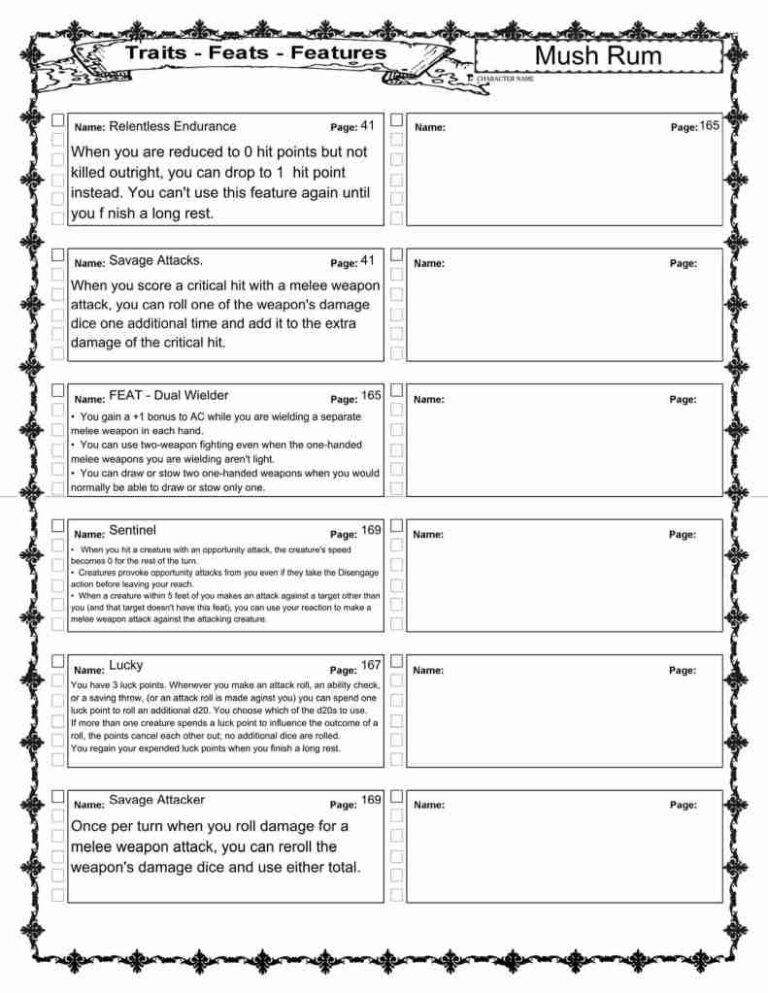 Traits - Feats - Features
Mush Rum
CHARACTER NAME
Name: Relentless Endurance Page: 41
When you are reduced to 0 hit points but not
killed outright, you can drop to 1 hit point
instead. You can't use this feature again until
you f nish a long rest.
Name: Page: 165
Name: Savage Attacks. Page: 41
When you score a critical hit with a melee weapon
attack, you can roll one of the weapon's damage
dice one additional time and add it to the extra
damage of the critical hit.
Name: Page:
Name: FEAT - Dual Wielder Page: 165
• You gain a +1 bonus to AC while you are wielding a separate
melee weapon in each hand.
• You can use two-weapon fighting even when the one-handed
melee weapons you are wielding aren't light.
• You can draw or stow two one-handed weapons when you would
normally be able to draw or stow only one.
Name: Page:
Name: Sentinel Page: 169
• When you hit a creature with an opportunity attack, the creature's speed
becomes 0 for the rest of the turn.
• Creatures provoke opportunity attacks from you even if they take the Disengage
action before leaving your reach.
• When a creature within 5 feet of you makes an attack against a target other than
you (and that target doesn't have this feat), you can use your reaction to make a
melee weapon attack against the attacking creature.
Name: Page:
Name: Lucky Page: 167
You have 3 luck points. Whenever you make an attack roll, an ability check,
or a saving throw, (or an attack roll is made aginst you) you can spend one
luck point to roll an additional d20. You choose which of the d20s to use.
If more than one creature spends a luck point to influence the outcome of a
roll, the points cancel each other out; no additional dice are rolled.
You regain your expended luck points when you finish a long rest.
Name: Page:
Name: Savage Attacker Page: 169
Once per turn when you roll damage for a
melee weapon attack, you can reroll the
weapon's damage dice and use either total.
Name: Page: